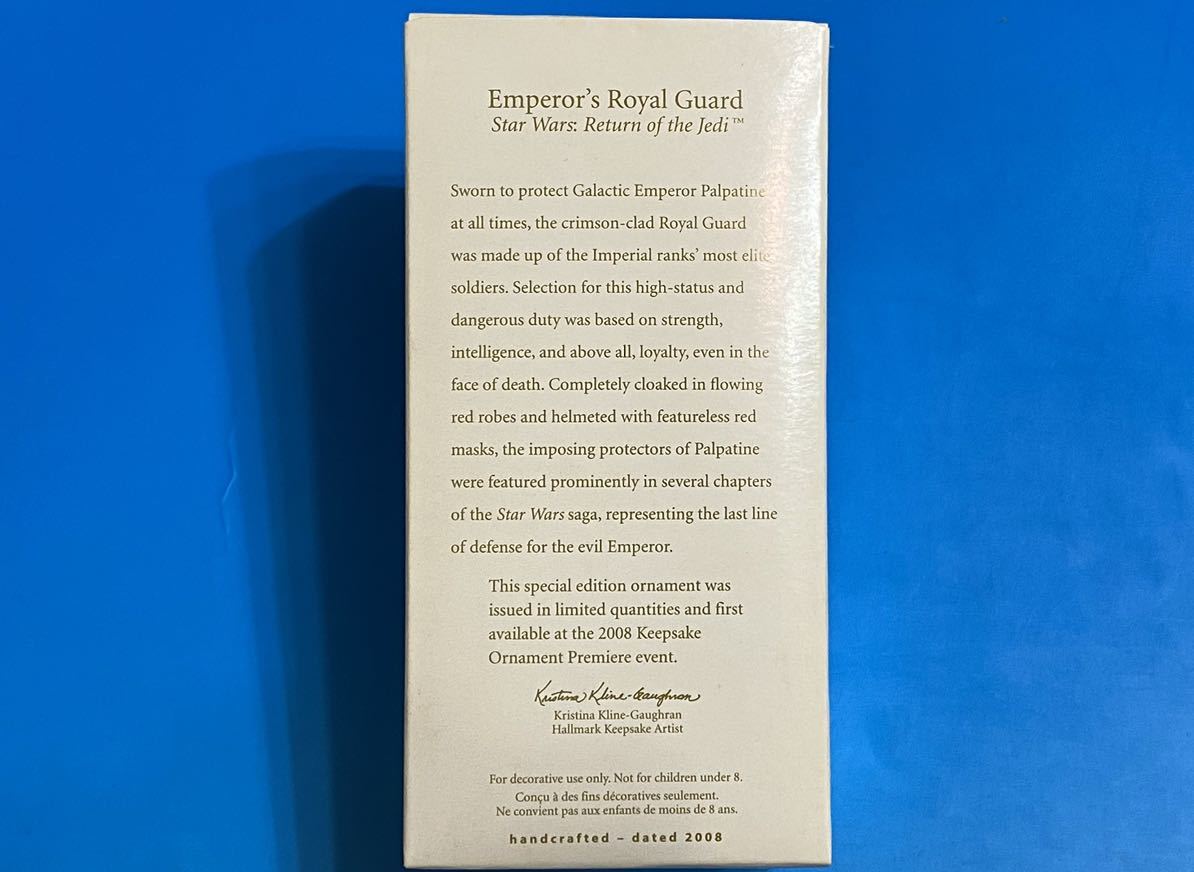 Emperor's Royal Guard
Star Wars: Return of the Jedi™
Sworn to protect Galactic Emperor Palpatine
at all times, the crimson-clad Royal Guard
was made up of the Imperial ranks' most elite
soldiers. Selection for this high-status and
dangerous duty was based on strength,
intelligence, and above all, loyalty, even in the
face of death. Completely cloaked in flowing
red robes and helmeted with featureless red
masks, the imposing protectors of Palpatine
were featured prominently in several chapters
of the Star Wars saga, representing the last line
of defense for the evil Emperor.
This special edition ornament was
issued in limited quantities and first
available at the 2008 Keepsake
Ornament Premiere event.
Kristina Kline-Gaughran
Kristina Kline-Gaughran
Hallmark Keepsake Artist
For decorative use only. Not for children under 8.
Conçu à des fins décoratives seulement.
Ne convient pas aux enfants de moins de 8 ans.
handcrafted – dated 2008